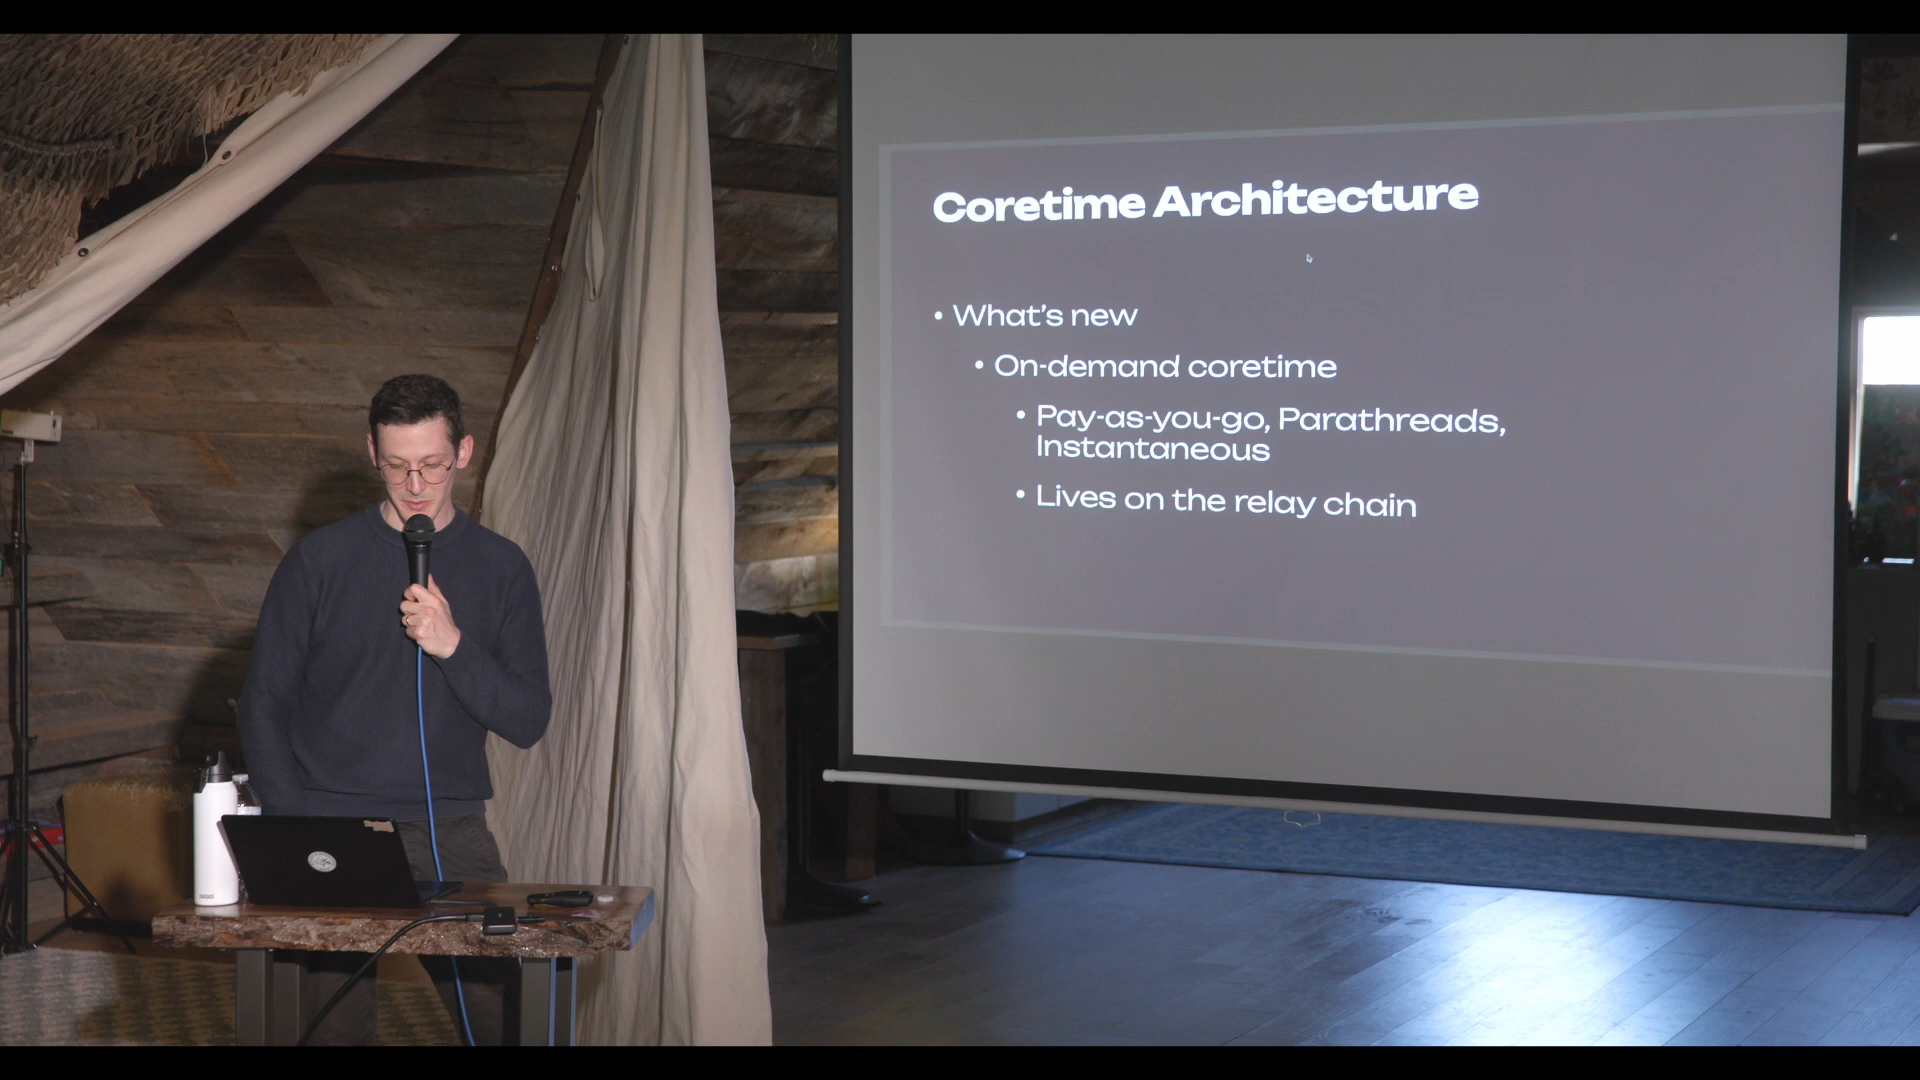 Coretime Architecture
• What's new
• On-demand coretime
• Pay-as-you-go, Parathreads,
Instantaneous
• Lives on the relay chain